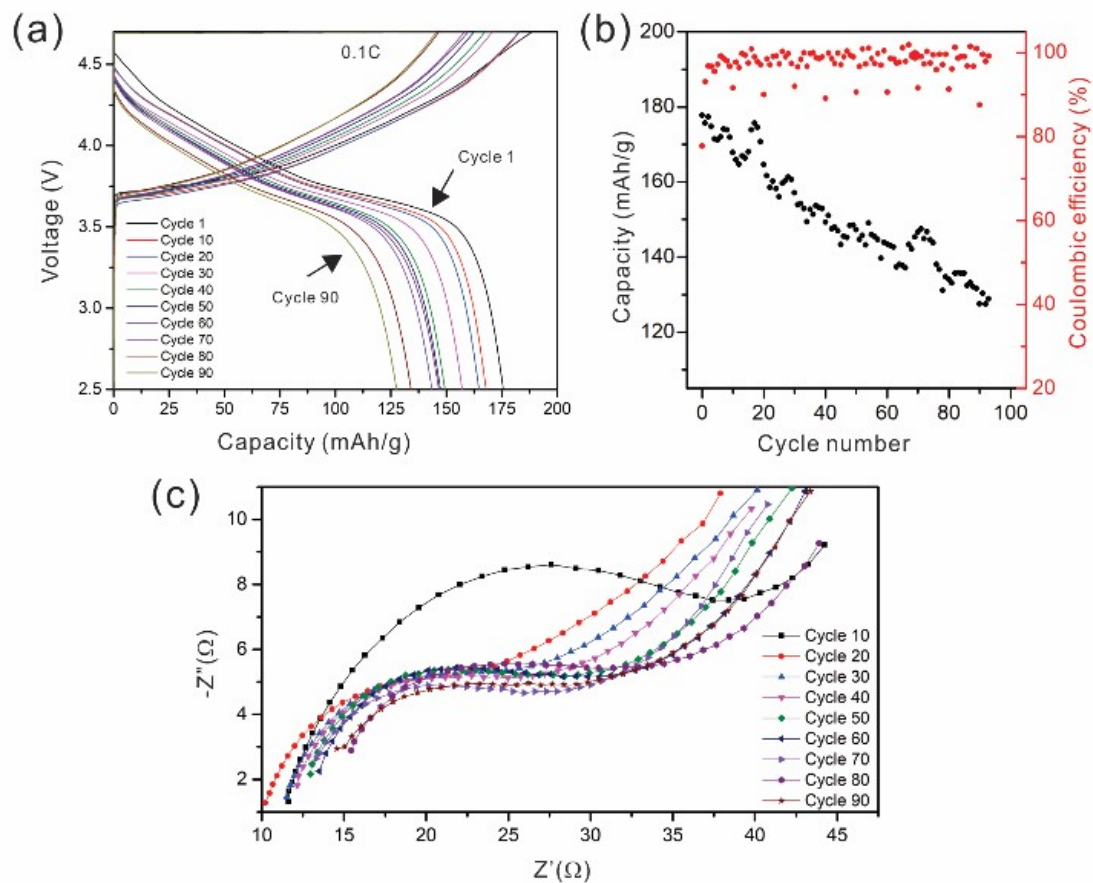 (a)
0.1C
4.5
4.0
3.5
3.0
2.5
Voltage (V)
Cycle 1
Cycle 90
Cycle 1
Cycle 10
Cycle 20
Cycle 30
Cycle 40
Cycle 50
Cycle 60
Cycle 70
Cycle 80
Cycle 90
0 25 50 75 100 125 150 175 200
Capacity (mAh/g)
(b)
200
180
160
140
120
Capacity (mAh/g)
100
80
60
40
20
Coulombic efficiency (%)
0 20 40 60 80 100
Cycle number
(c)
10
8
6
4
2
-Z"(Ω)
Cycle 10
Cycle 20
Cycle 30
Cycle 40
Cycle 50
Cycle 60
Cycle 70
Cycle 80
Cycle 90
10 15 20 25 30 35 40 45
Z'(Ω)